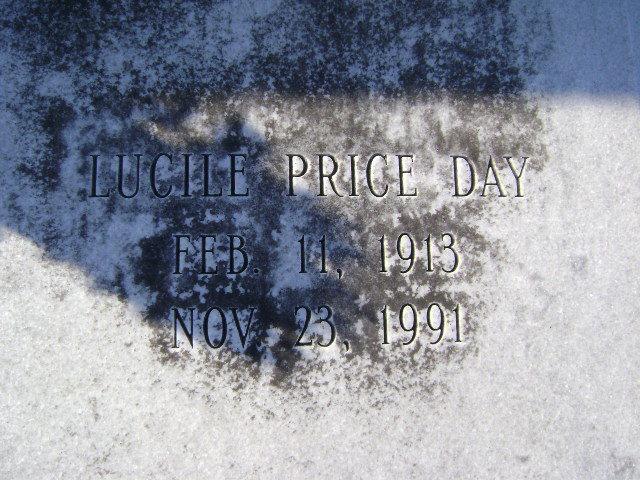 LUCILE PRICE DAY
FEB. 11, 1913
NOV. 23, 1991